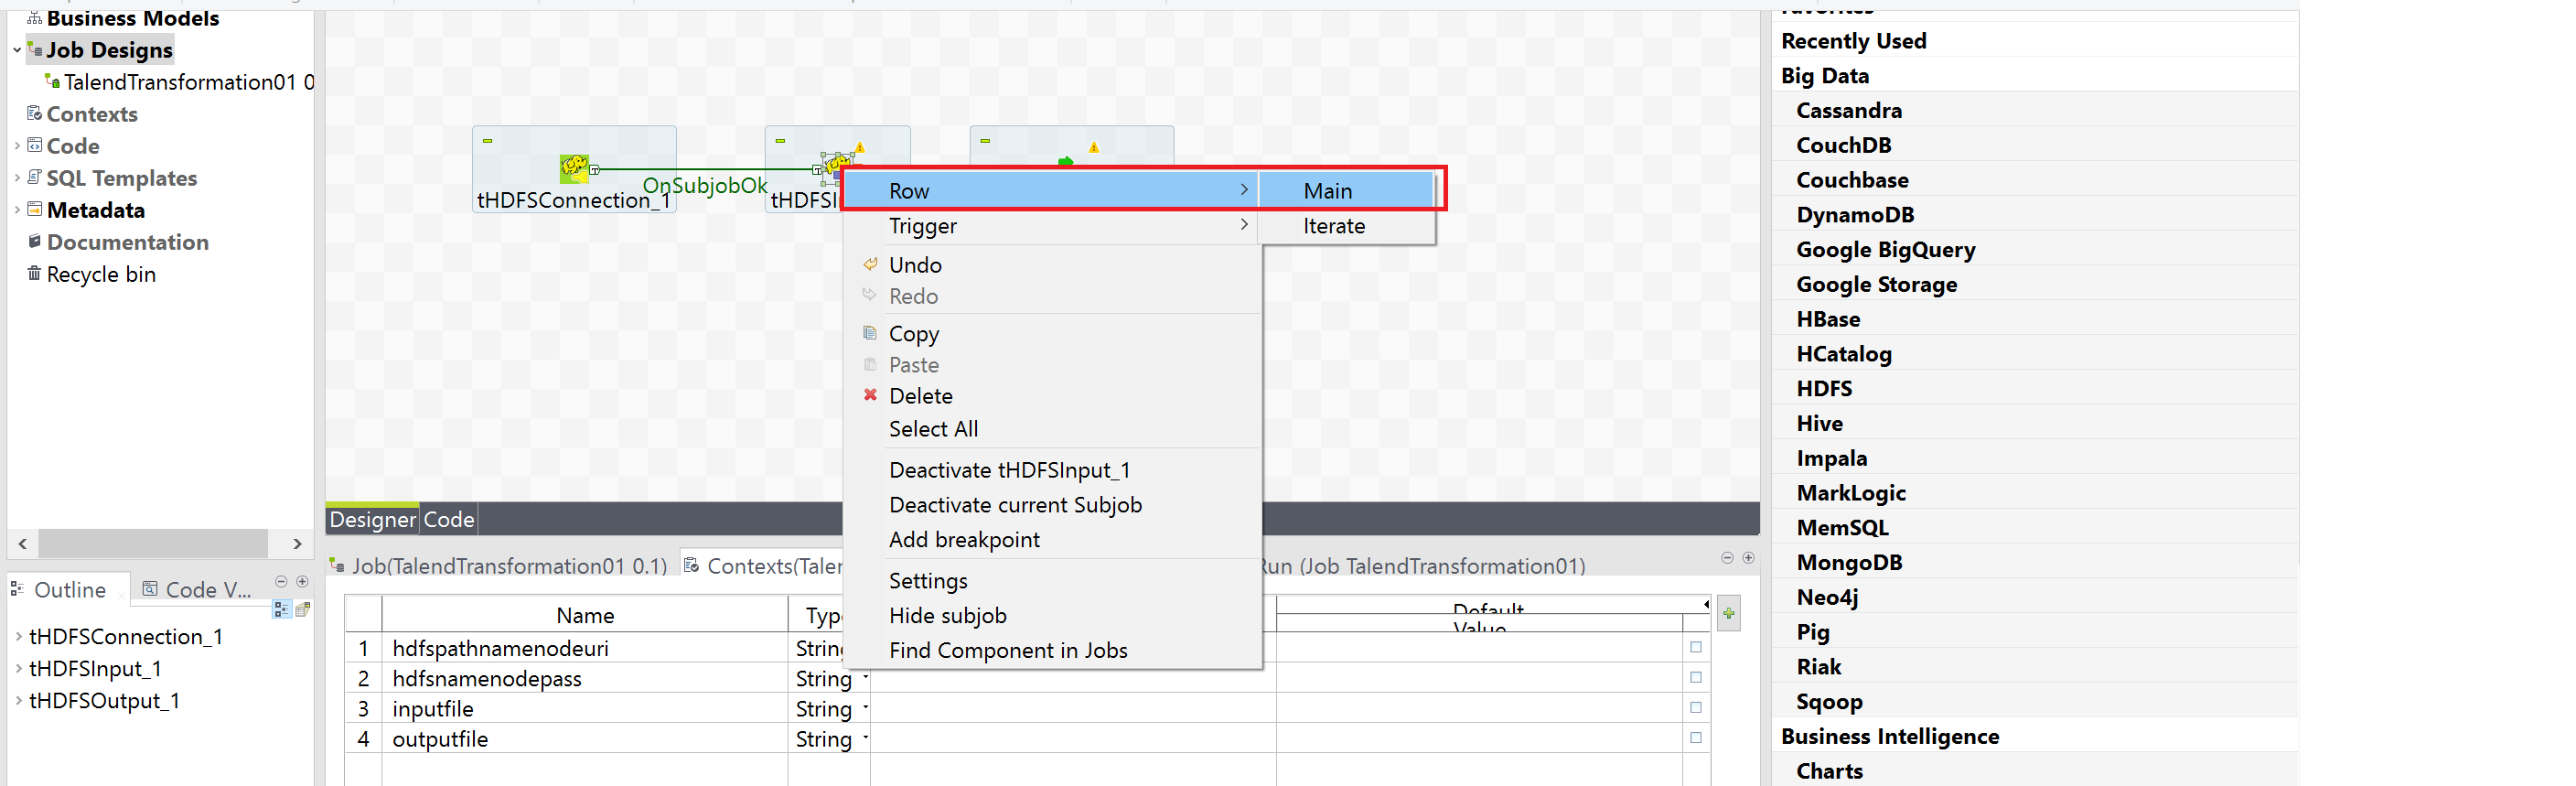 Business Models
Job Designs
TalendTransformation01 0
Contexts
Code
SQL Templates
Metadata
Documentation
Recycle bin
Outline
Code V...
tHDFSConnection_1
tHDFSInput_1
tHDFSOutput_1
tHDFSConnection_1
OnSubjobOk
tHDFSI
Row
Main
Trigger
Iterate
Undo
Redo
Copy
Paste
Delete
Select All
Deactivate tHDFSInput_1
Deactivate current Subjob
Add breakpoint
Settings
Hide subjob
Find Component in Jobs
Designer
Code
Job(TalendTransformation01 0.1)
Contexts(Talen
Run (Job TalendTransformation01)
Name
Type
Default
Value
1 hdfspathnamenodeuri String
2 hdfsnamenodepass String
3 inputfile String
4 outputfile String
Favorites
Recently Used
Big Data
Cassandra
CouchDB
Couchbase
DynamoDB
Google BigQuery
Google Storage
HBase
HCatalog
HDFS
Hive
Impala
MarkLogic
MemSQL
MongoDB
Neo4j
Pig
Riak
Sqoop
Business Intelligence
Charts